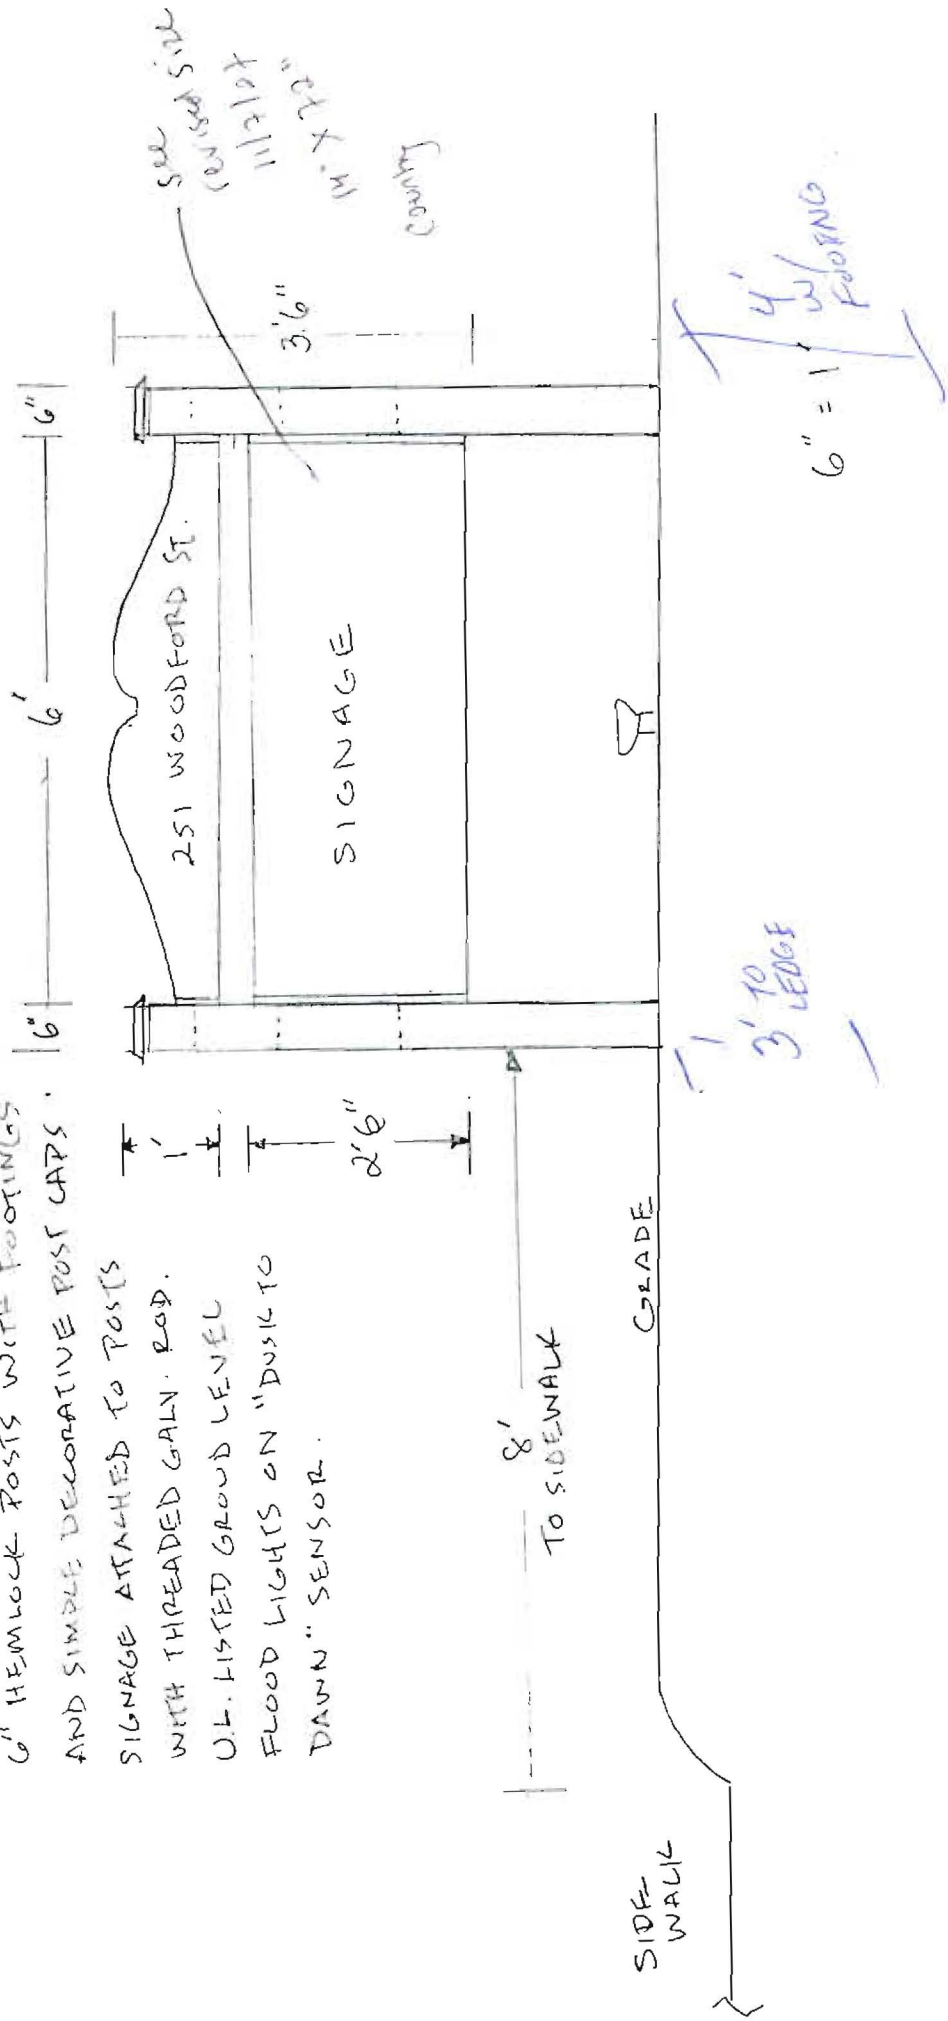 6" HEMLOCK POSTS WITH FOOTINGS
AND SIMPLE DECORATIVE POST CAPS.
SIGNAGE ATTACHED TO POSTS
WITH THREADED GALV. ROD.
U.L. LISTED GROUD LEVEL
FLOOD LIGHTS ON "DUSK TO
DAWN" SENSOR.
6"
6'
6"
1'
2'6"
3'6"
251 WOODFORD ST.
SIGNAGE
see
revised size
11/7/07
14" X 72"
8'
TO SIDEWALK
GRADE
SIDE-
WALK
3' TO
LEDGE
4'
W/
FOOTING
6" = 1'